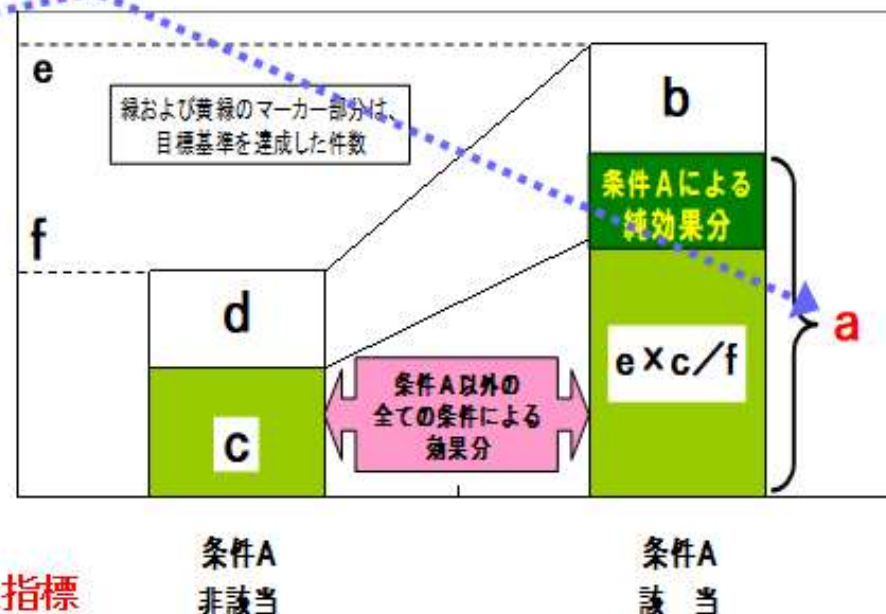 e
緑および黄緑のマーカー部分は、
目標基準を達成した件数
b
条件Aによる
純効果分
f
d
a
e×c／f
条件A以外の
全ての条件による
効果分
c
条件A
非該当
条件A
該 当
指標